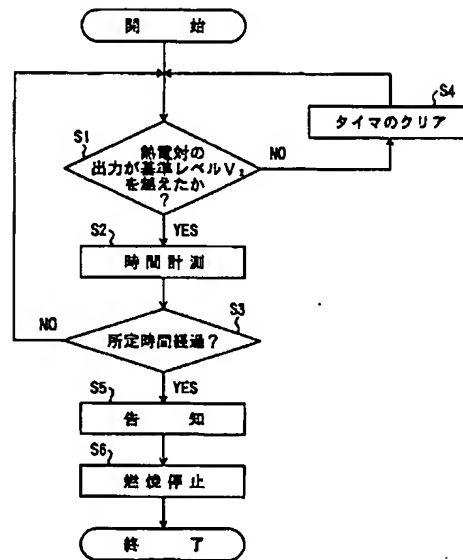 開始
S4
タイマのクリア
S1
熱電対の
出力が基準レベルV₂
を越えたか
?
NO
YES
S2
時間計測
S3
所定時間経過?
NO
YES
S5
告知
S6
燃焼停止
終了